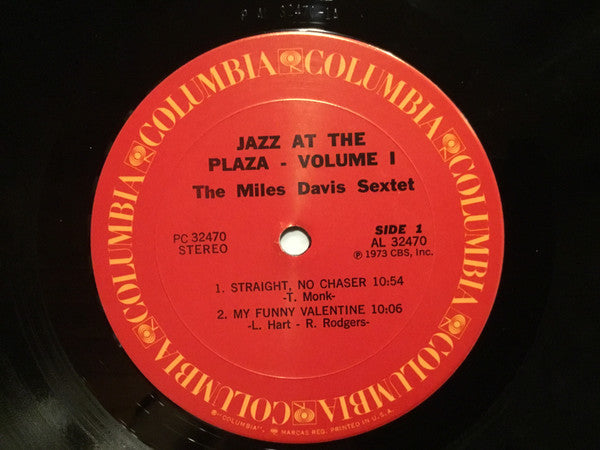 COLUMBIA COLUMBIA COLUMBIA COLUMBIA COLUMBIA COLUMBIA
JAZZ AT THE
PLAZA - VOLUME I
The Miles Davis Sextet
PC 32470
STEREO
SIDE 1
AL 32470
℗ 1973 CBS, Inc.
1. STRAIGHT, NO CHASER 10:54
-T. Monk-
2. MY FUNNY VALENTINE 10:06
-L. Hart - R. Rodgers-
®-"COLUMBIA", MARCAS REG. PRINTED IN U.S.A.